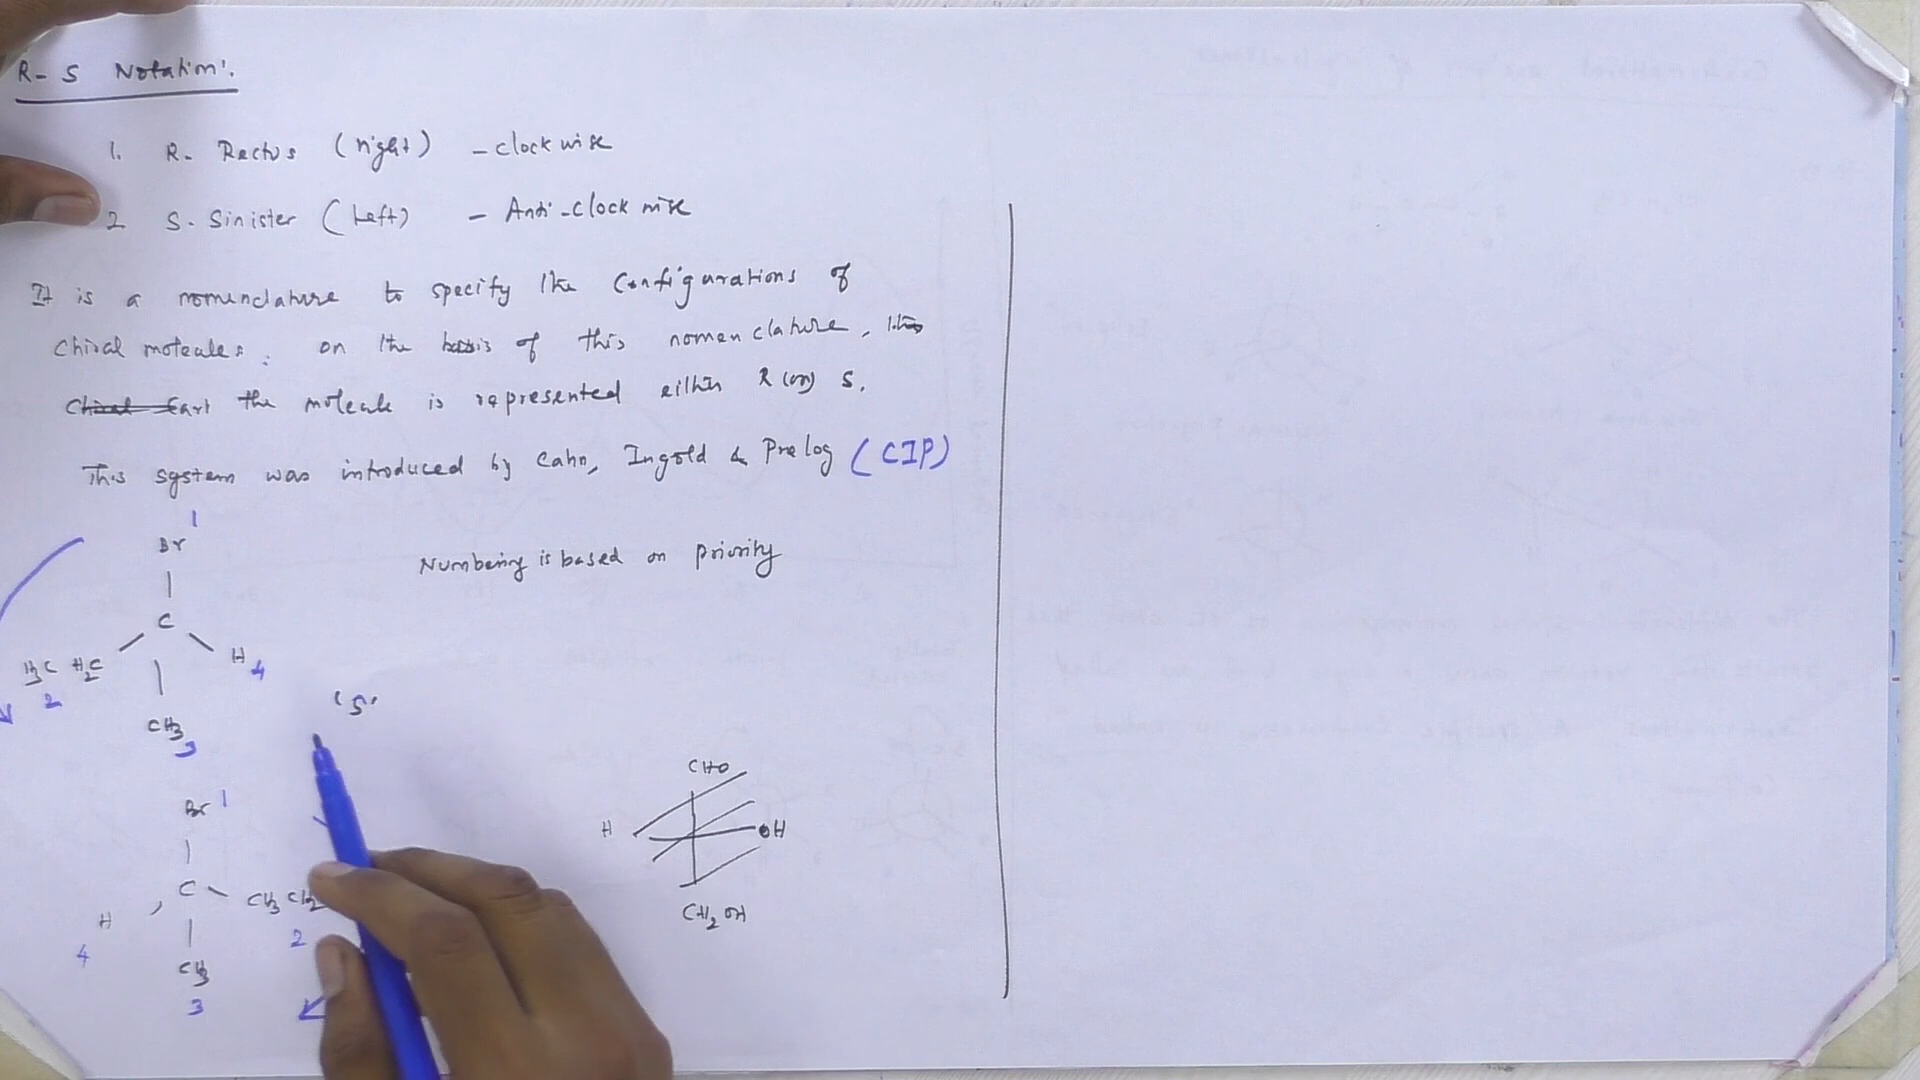 R- S Notation:
1. R- Rectus (right) - clockwise
2 S- Sinister (Left) - Anti-clockwise
It is a nomenclature to specify the Configurations of
chiral molecules. on the basis of this nomenclature,
the molecule is represented either R (or) S.
This system was introduced by Cahn, Ingold & Prelog (CIP)
1
Br
Numbering is based on priority
C
H3C H2C H
2 4
CH3
3
'S'
CHO
Br 1
H OH
C CH3 CH2
H
CH2 OH
4 2
CH3
3